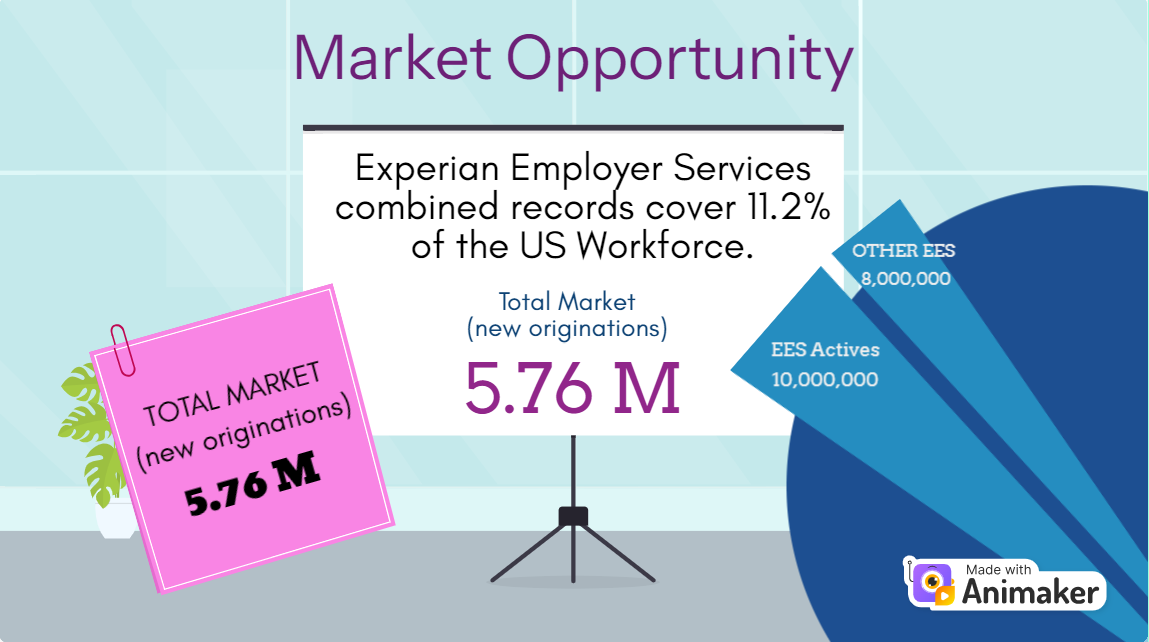 Market Opportunity
Experian Employer Services
combined records cover 11.2%
of the US Workforce.
Total Market
(new originations)
5.76 M
TOTAL MARKET
(new originations)
5.76 M
OTHER EES
8,000,000
EES Actives
10,000,000
Made with
Animaker